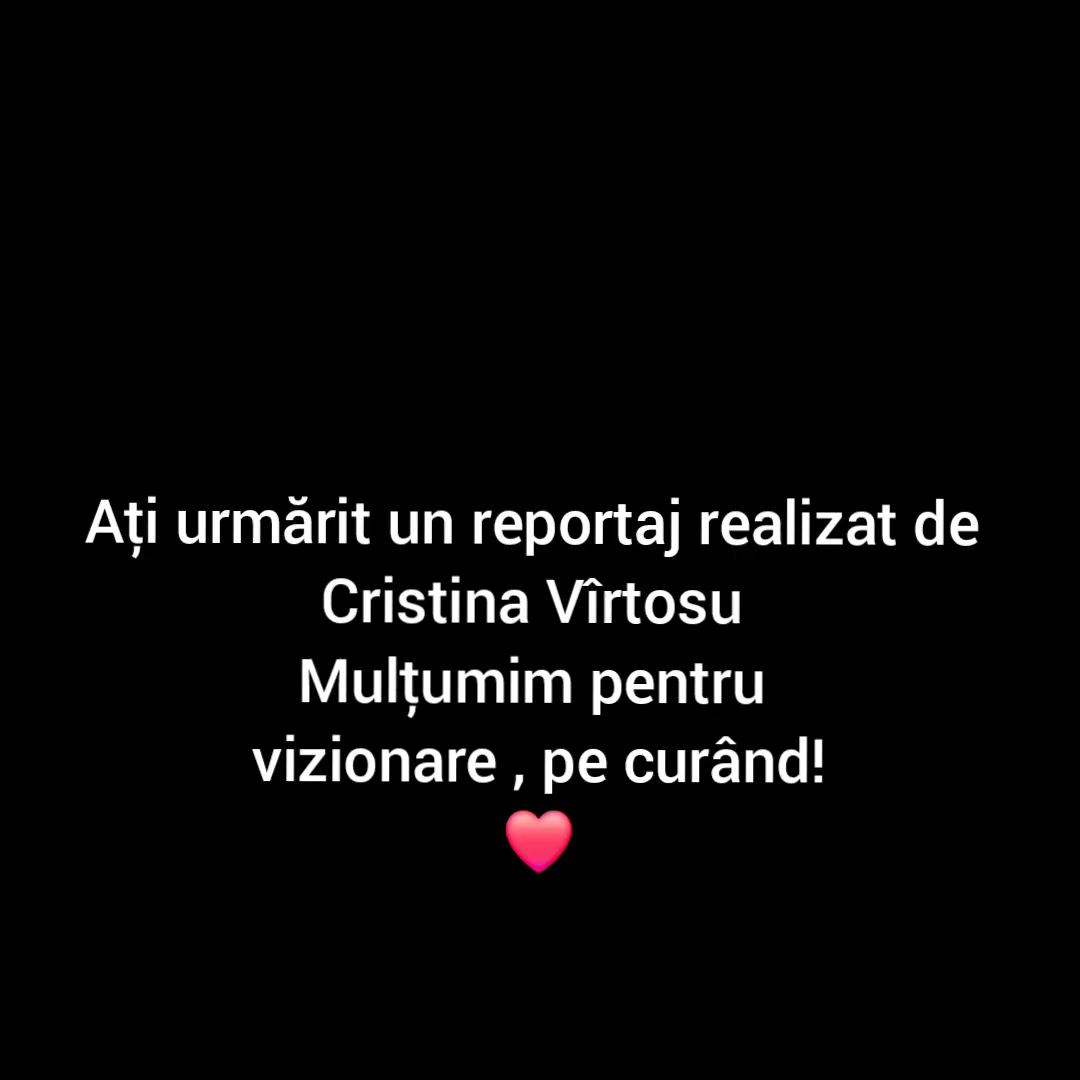 Ați urmărit un reportaj realizat de
Cristina Vîrtosu
Mulțumim pentru
vizionare , pe curând!
❤️